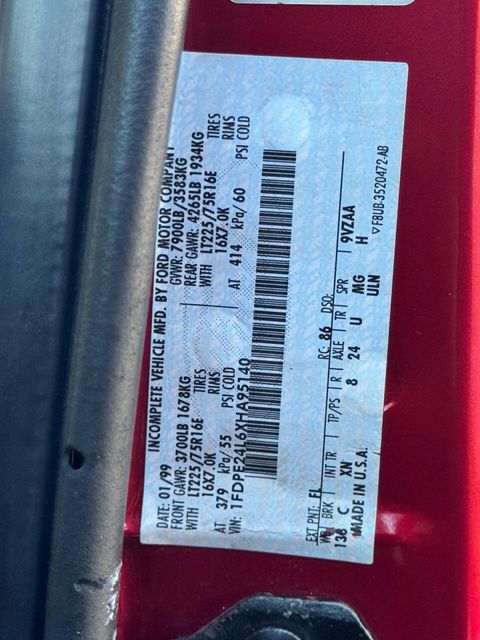 INCOMPLETE VEHICLE MFD. BY FORD MOTOR COMPANY
DATE: 01/99 GVWR: 7900LB/3583KG
FRONT GAWR: 3700LB 1678KG REAR GAWR: 4265LB 1934KG
WITH LT225/75R16E TIRES WITH LT225/75R16E TIRES
16X7.0K RIMS 16X7.0K RIMS
AT 379 kPa/55 PSI COLD AT 414 kPa/60 PSI COLD
VIN: 1FDPE24L6XHA95140
EXT PNT: FL RC: 86 DSO:
WB BRK INT TR TP/PS R AXLE TR SPR 9VZAA
138 C XN 8 24 U MG H
MADE IN U.S.A. ULN
▽F8UB-3520472-AB